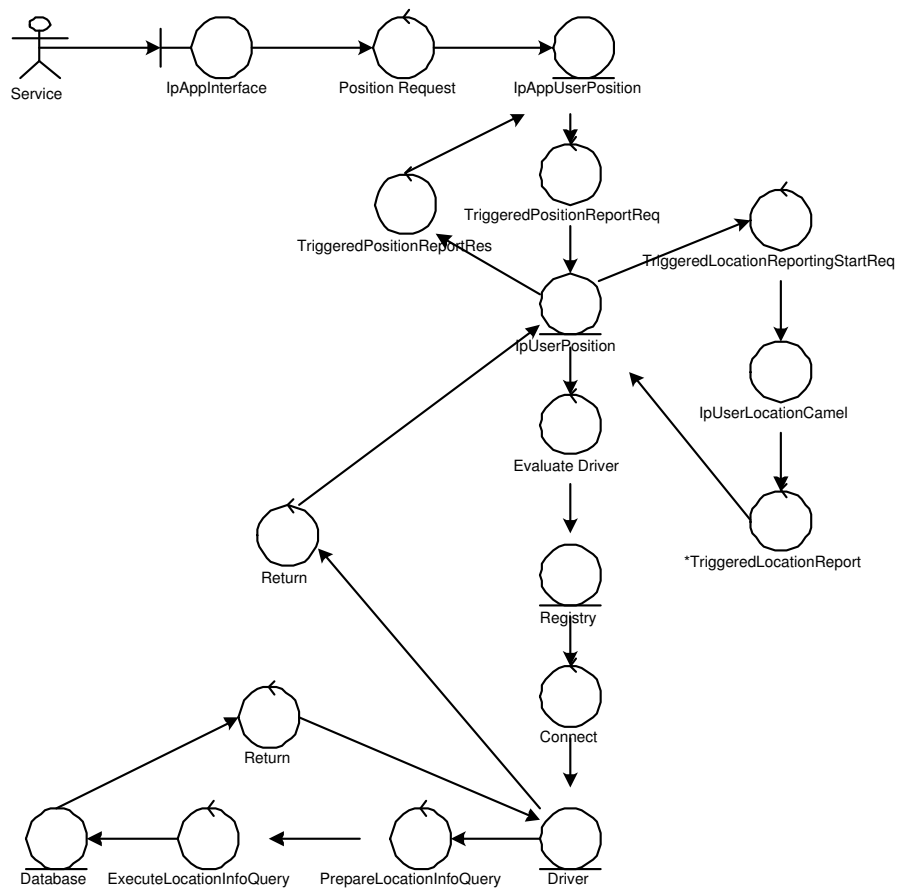 Service
IpAppInterface
Position Request
IpAppUserPosition
TriggeredPositionReportReq
TriggeredPositionReportRes
TriggeredLocationReportingStartReq
IpUserPosition
IpUserLocationCamel
Evaluate Driver
*TriggeredLocationReport
Return
Registry
Connect
Return
Database
ExecuteLocationInfoQuery
PrepareLocationInfoQuery
Driver